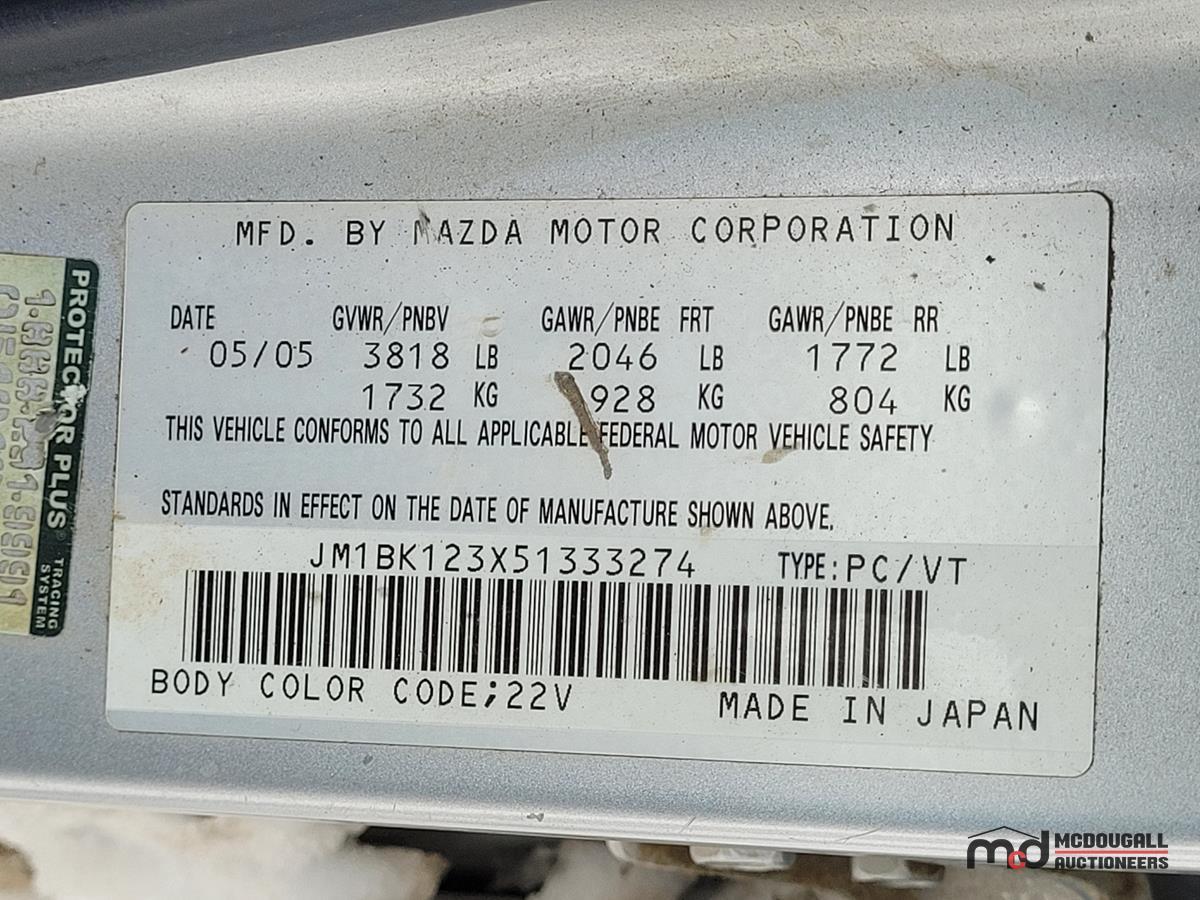 MFD. BY MAZDA MOTOR CORPORATION
DATE GVWR/PNBV GAWR/PNBE FRT GAWR/PNBE RR
05/05 3818 LB 2046 LB 1772 LB
1732 KG 928 KG 804 KG
THIS VEHICLE CONFORMS TO ALL APPLICABLE FEDERAL MOTOR VEHICLE SAFETY
STANDARDS IN EFFECT ON THE DATE OF MANUFACTURE SHOWN ABOVE.
JM1BK123X51333274 TYPE:PC/VT
BODY COLOR CODE;22V MADE IN JAPAN
PROTECTOR PLUS® TRACING SYSTEM
mcd MCDOUGALL
AUCTIONEERS